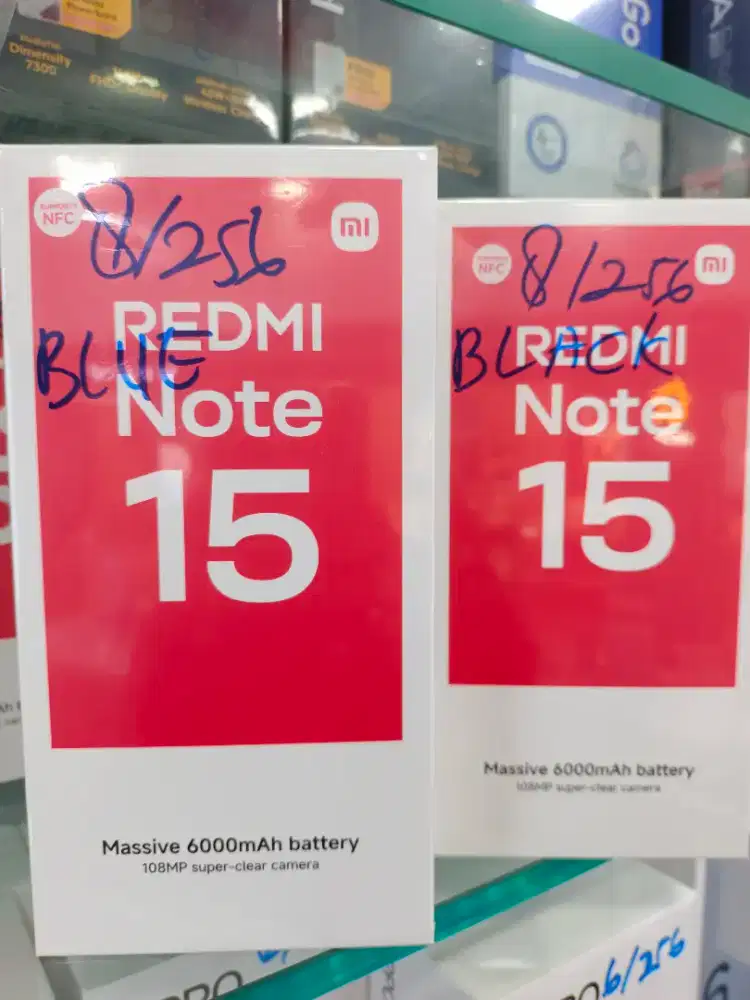 Dimensity
7300
SUPPORTS
NFC
8/256
mi
REDMI
BLUE
Note
15
Massive 6000mAh battery
108MP super-clear camera
NFC
8/256
mi
REDMI
BLACK
Note
15
Massive 6000mAh battery
108MP super-clear camera
6/256